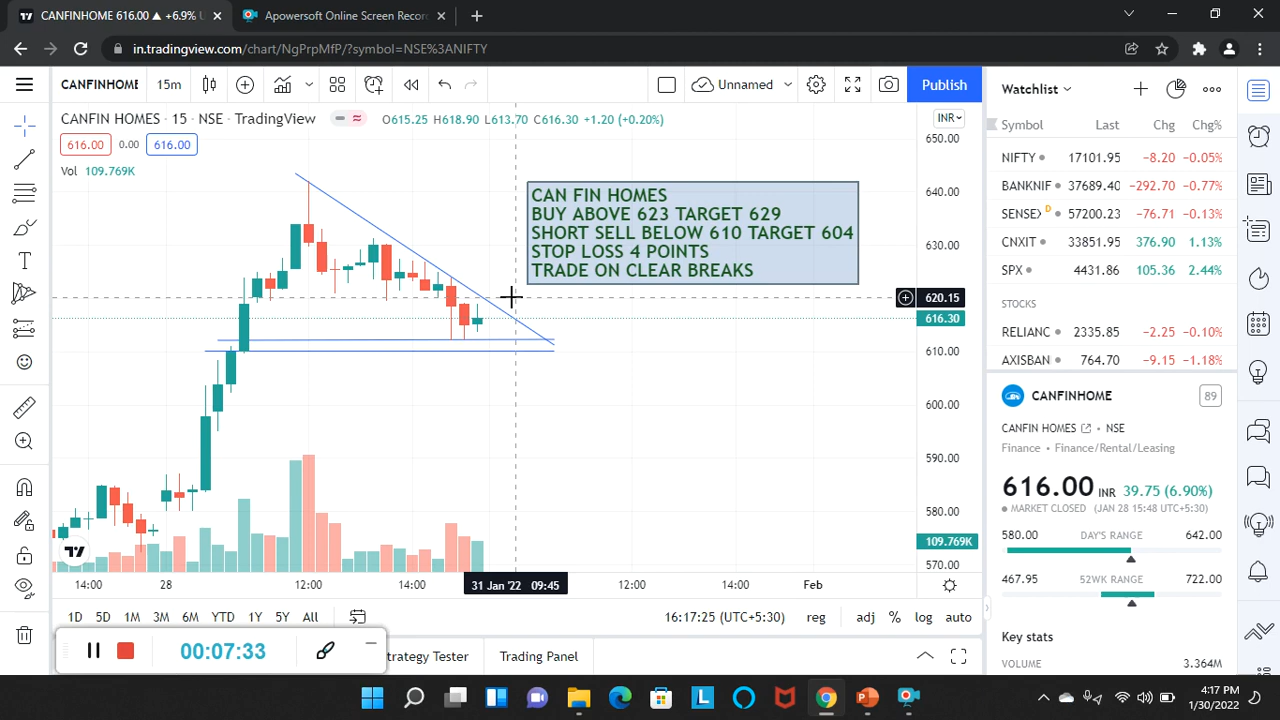 CANFINHOME 616.00 ▲ +6.9% U
Apowersoft Online Screen Recor
in.tradingview.com/chart/NgPrpMfP/?symbol=NSE%3ANIFTY
CANFINHOME
15m
Unnamed
Publish
CANFIN HOMES · 15 · NSE · TradingView
O615.25 H618.90 L613.70 C616.30 +1.20 (+0.20%)
INR
616.00 0.00 616.00
Vol 109.769K
CAN FIN HOMES
BUY ABOVE 623 TARGET 629
SHORT SELL BELOW 610 TARGET 604
STOP LOSS 4 POINTS
TRADE ON CLEAR BREAKS
650.00
640.00
630.00
620.15
616.30
610.00
600.00
590.00
580.00
109.769K
570.00
14:00 28 12:00 14:00 31 Jan '22 09:45 12:00 14:00 Feb
1D 5D 1M 3M 6M YTD 1Y 5Y All
16:17:25 (UTC+5:30) reg adj % log auto
00:07:33
trategy Tester
Trading Panel
Watchlist
Symbol Last Chg Chg%
NIFTY 17101.95 −8.20 −0.05%
BANKNIF 37689.40 −292.70 −0.77%
SENSEX D 57200.23 −76.71 −0.13%
CNXIT 33851.95 376.90 1.13%
SPX 4431.86 105.36 2.44%
STOCKS
RELIANC 2335.85 −2.25 −0.10%
AXISBAN 764.70 −9.15 −1.18%
CANFINHOME 89
CANFIN HOMES • NSE
Finance • Finance/Rental/Leasing
616.00 INR 39.75 (6.90%)
MARKET CLOSED (JAN 28 15:48 UTC+5:30)
580.00 DAY'S RANGE 642.00
467.95 52WK RANGE 722.00
Key stats
VOLUME 3.364M
4:17 PM
1/30/2022